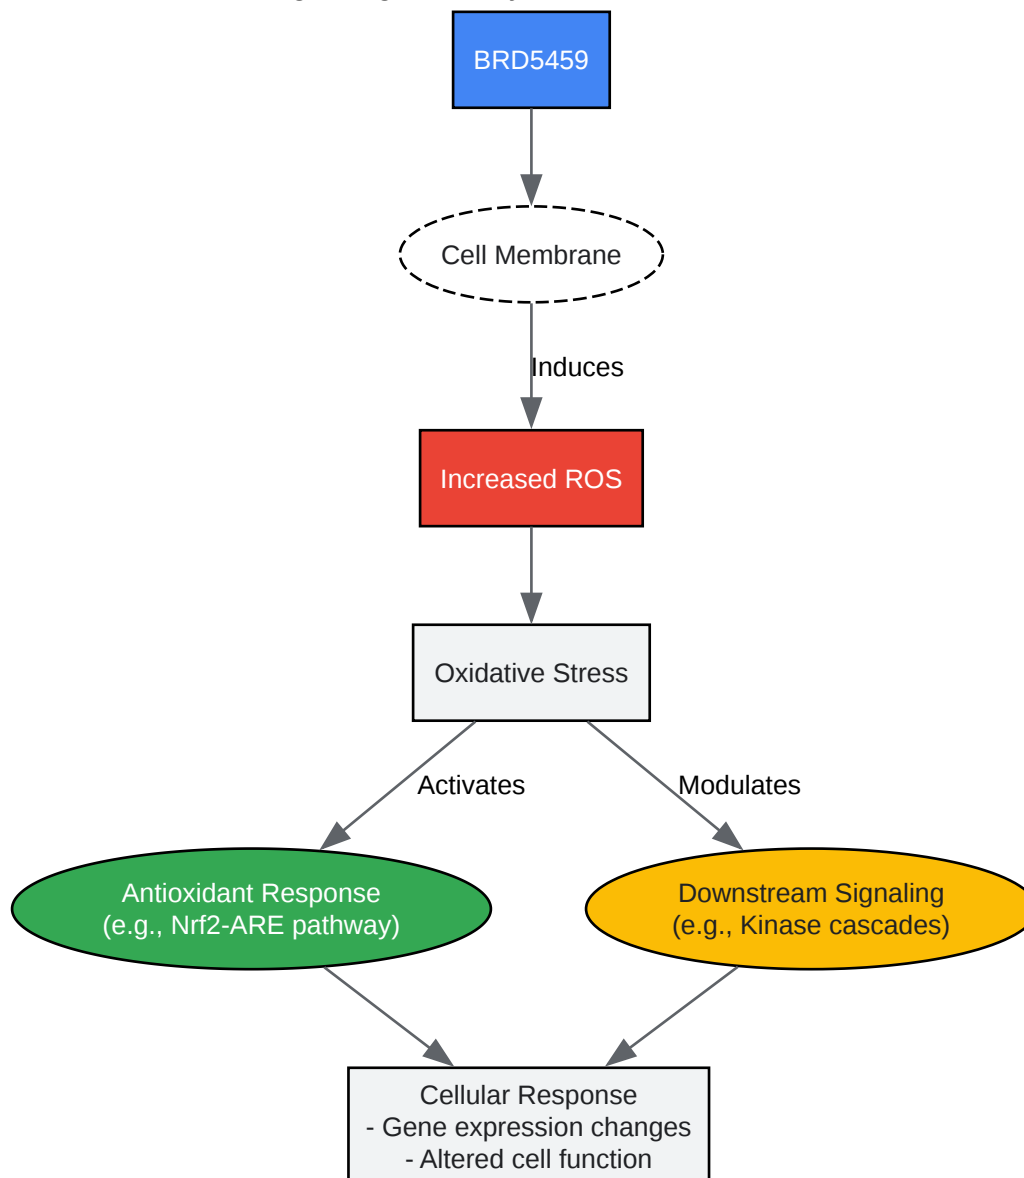 BRD5459
Cell Membrane
Induces
Increased ROS
Oxidative Stress
Activates
Modulates
Antioxidant Response
(e.g., Nrf2-ARE pathway)
Downstream Signaling
(e.g., Kinase cascades)
Cellular Response
- Gene expression changes
- Altered cell function